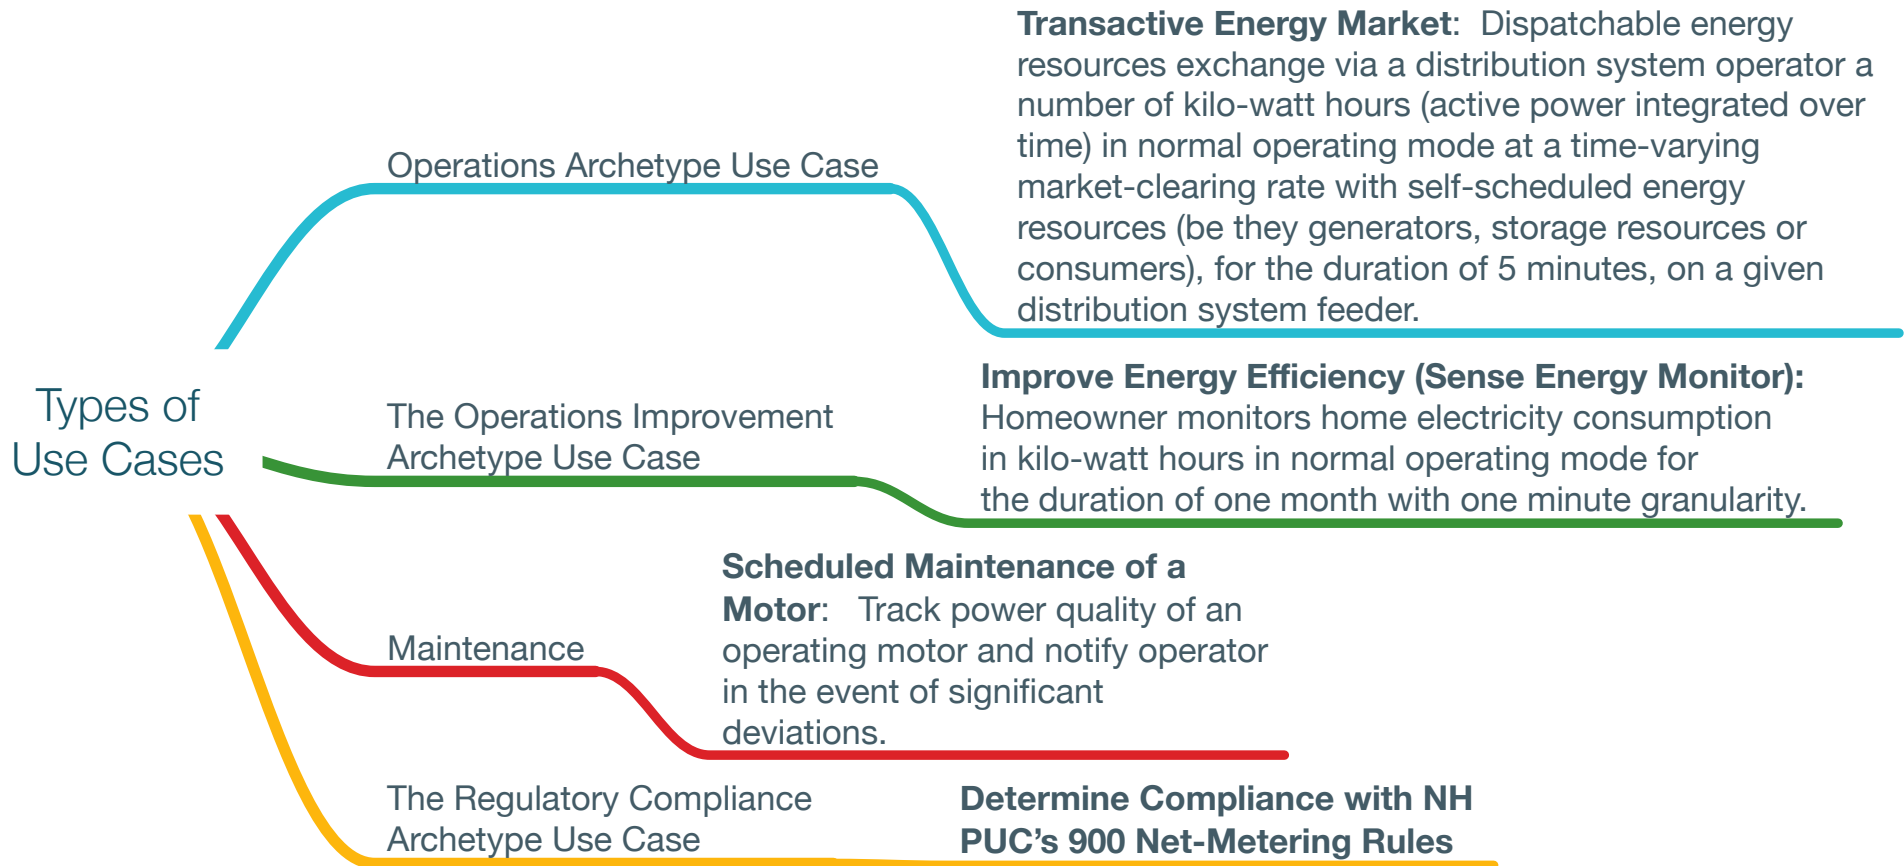 Types of
Use Cases
Operations Archetype Use Case
Transactive Energy Market:  Dispatchable energy
resources exchange via a distribution system operator a
number of kilo-watt hours (active power integrated over
time) in normal operating mode at a time-varying
market-clearing rate with self-scheduled energy
resources (be they generators, storage resources or
consumers), for the duration of 5 minutes, on a given
distribution system feeder.
The Operations Improvement
Archetype Use Case
Improve Energy Efficiency (Sense Energy Monitor):
Homeowner monitors home electricity consumption
in kilo-watt hours in normal operating mode for
the duration of one month with one minute granularity.
Maintenance
Scheduled Maintenance of a
Motor:   Track power quality of an
operating motor and notify operator
in the event of significant
deviations.
The Regulatory Compliance
Archetype Use Case
Determine Compliance with NH
PUC’s 900 Net-Metering Rules